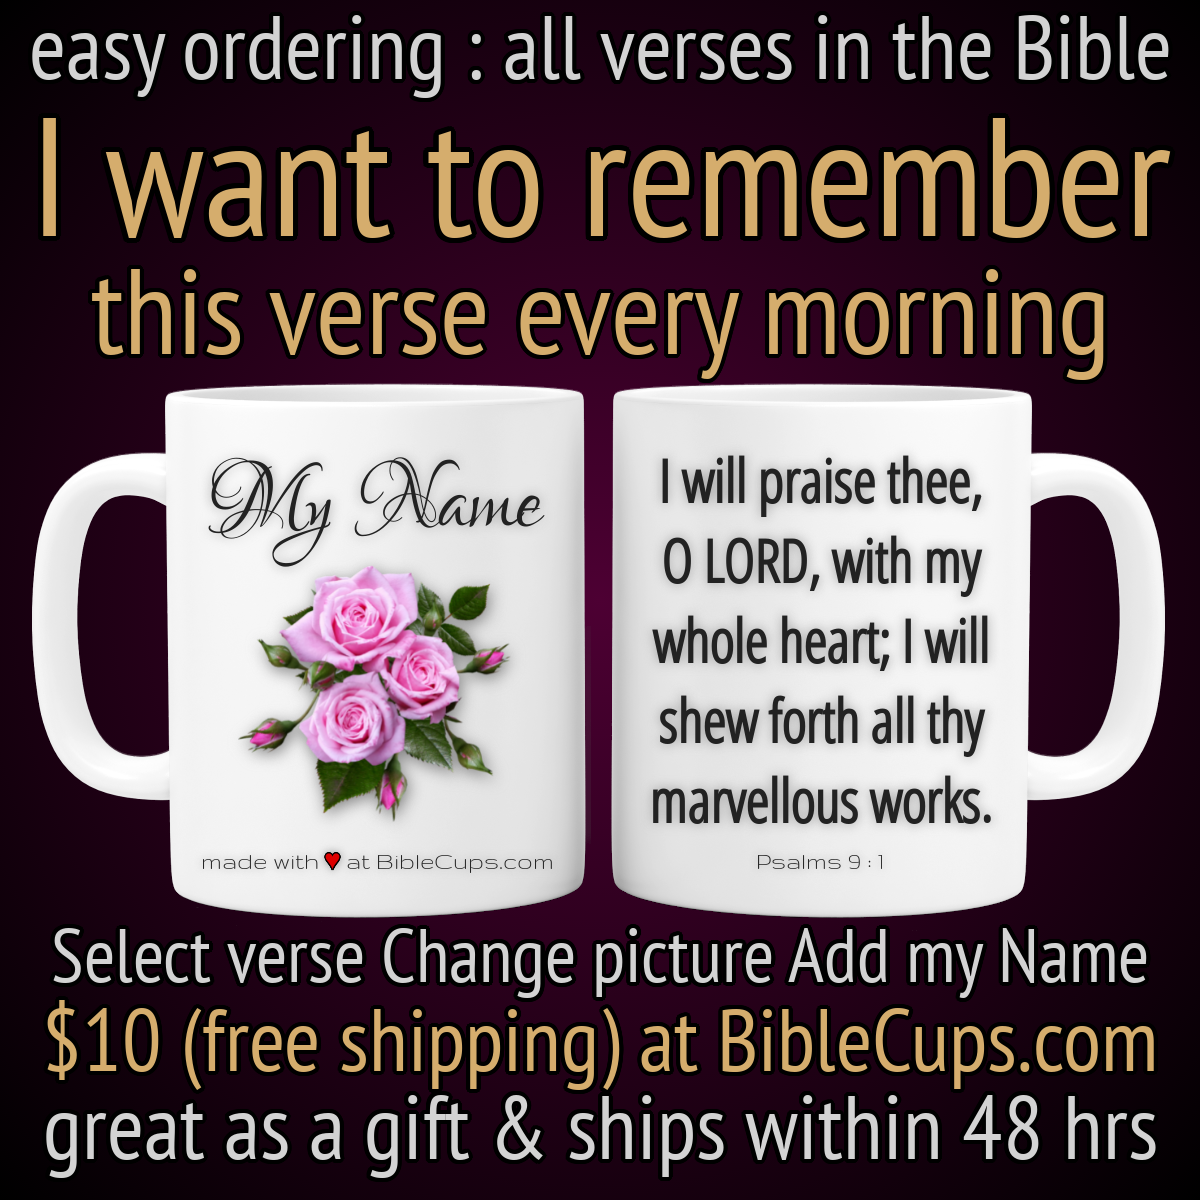 easy ordering : all verses in the Bible
I want to remember
this verse every morning
My Name
made with ❤ at BibleCups.com
I will praise thee,
O LORD, with my
whole heart; I will
shew forth all thy
marvellous works.
Psalms 9 : 1
Select verse Change picture Add my Name
$10 (free shipping) at BibleCups.com
great as a gift & ships within 48 hrs